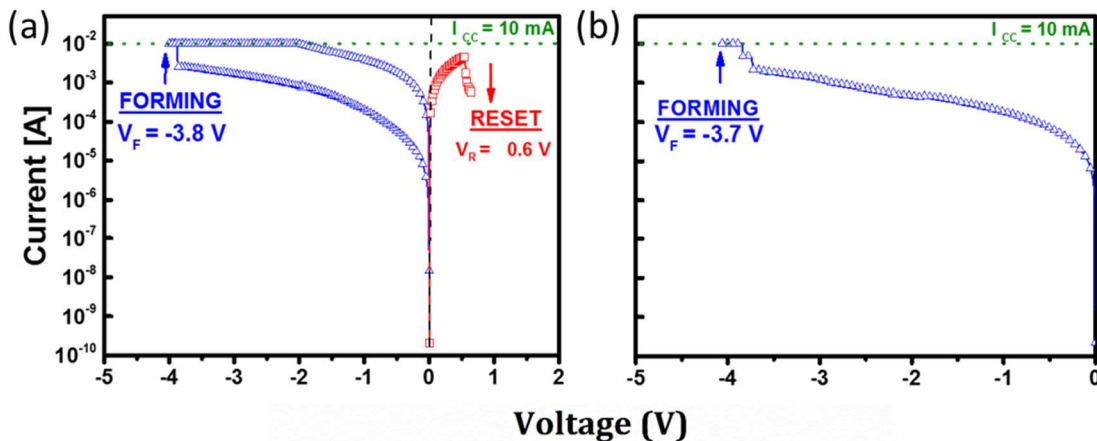 (a)
I CC = 10 mA
10-2
10-3
10-4
10-5
10-6
10-7
10-8
10-9
10-10
Current [A]
FORMING
VF = -3.8 V
RESET
VR = 0.6 V
-5 -4 -3 -2 -1 0 1 2
(b)
I CC = 10 mA
FORMING
VF = -3.7 V
-5 -4 -3 -2 -1 0
Voltage (V)